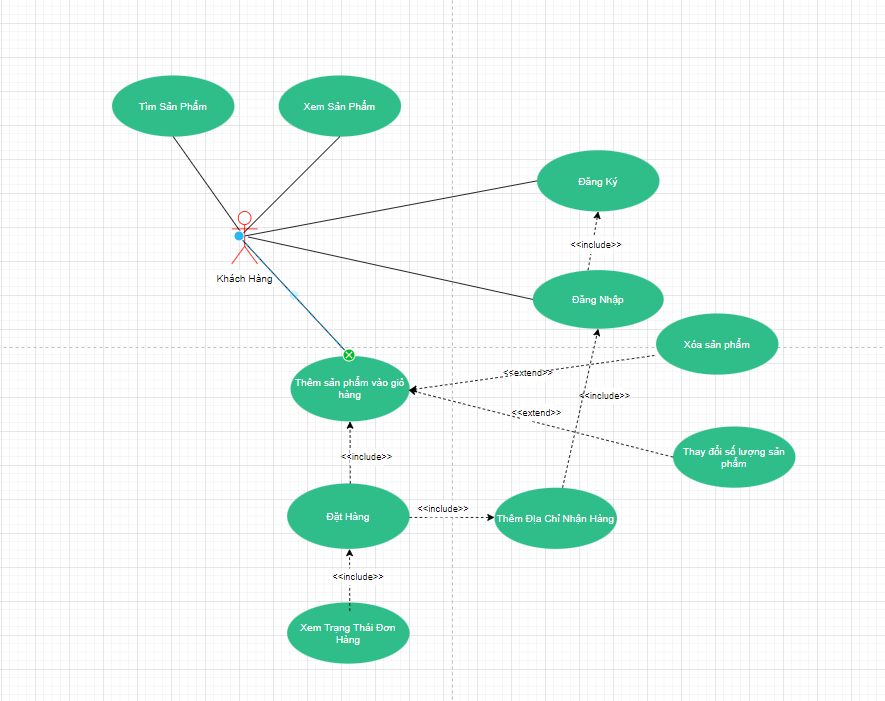 Tìm Sản Phẩm
Xem Sản Phẩm
Đăng Ký
<<include>>
Khách Hàng
Đăng Nhập
Xóa sản phẩm
<<extend>>
Thêm sản phẩm vào giỏ
hàng
<<include>>
<<extend>>
Thay đổi số lượng sản
phẩm
<<include>>
Đặt Hàng
<<include>>
Thêm Địa Chỉ Nhận Hàng
<<include>>
Xem Trạng Thái Đơn
Hàng